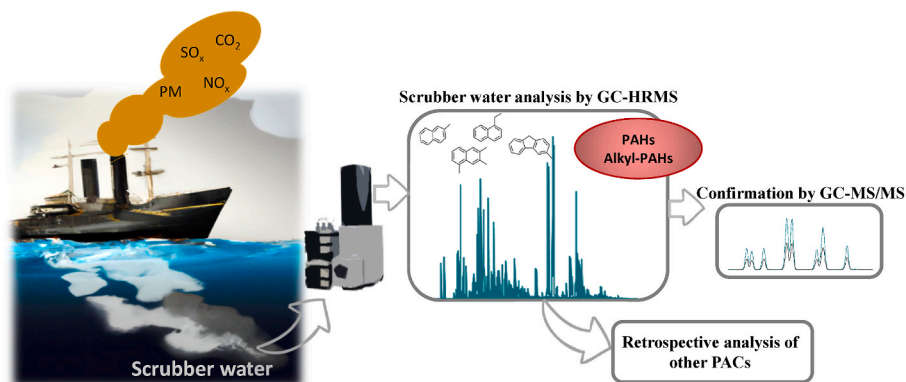 SOₓ
CO₂
PM
NOₓ
Scrubber water
Scrubber water analysis by GC-HRMS
PAHs
Alkyl-PAHs
Confirmation by GC-MS/MS
Retrospective analysis of
other PACs